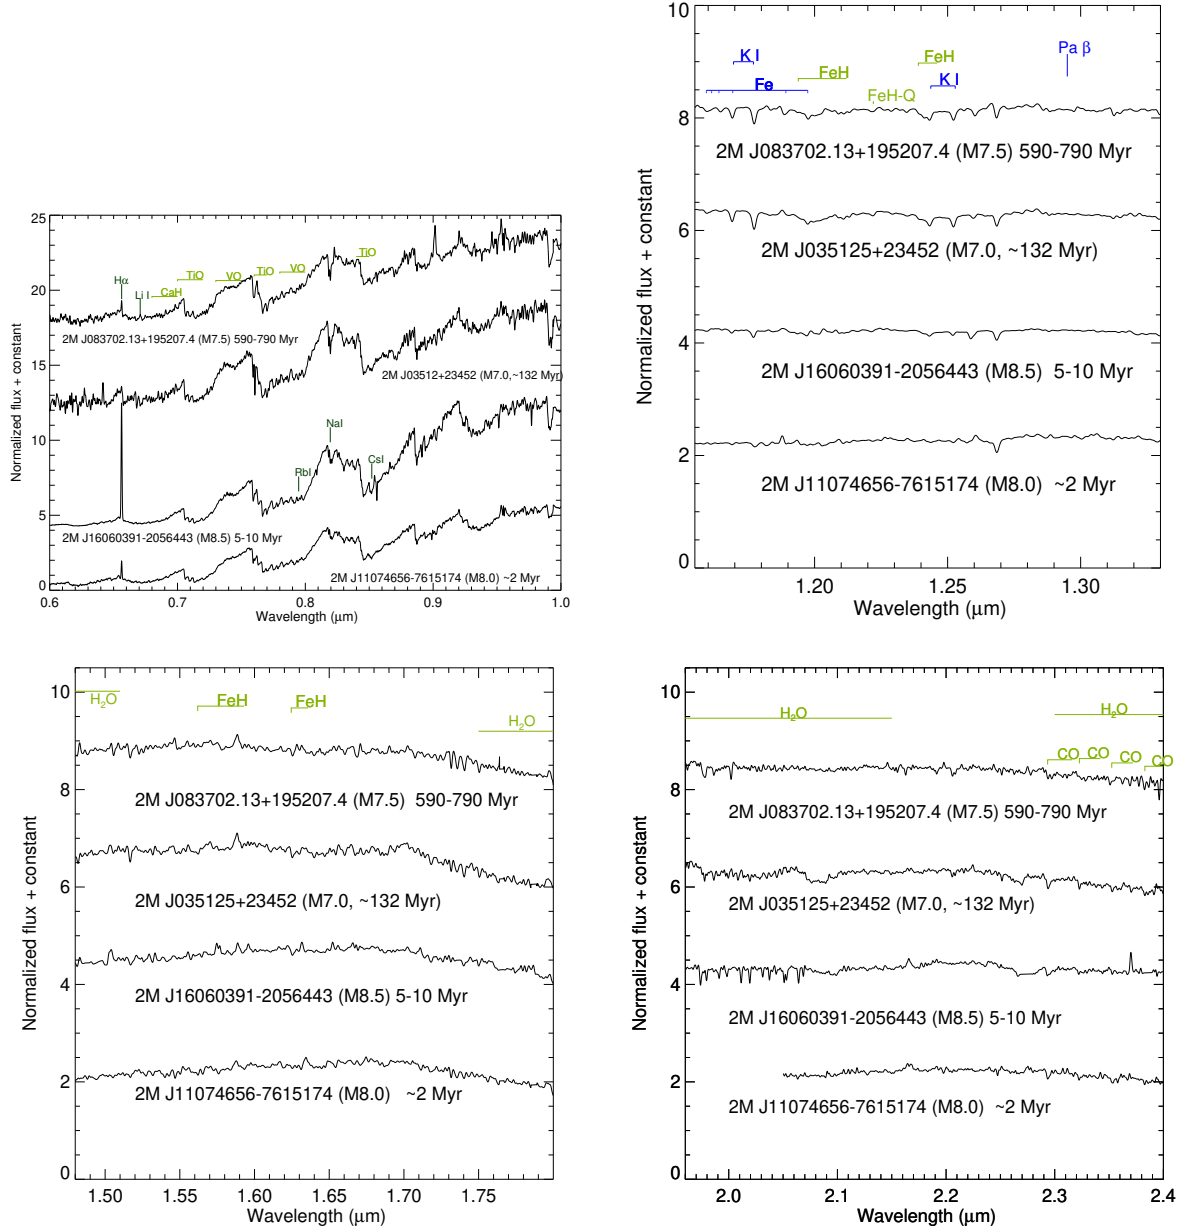 25
20
15
10
5
0
Normalized flux + constant
Hα
Li I
CaH
TiO
VO
TiO
VO
TiO
2M J083702.13+195207.4 (M7.5) 590-790 Myr
2M J03512+23452 (M7.0,~132 Myr)
NaI
RbI
CsI
2M J16060391-2056443 (M8.5) 5-10 Myr
2M J11074656-7615174 (M8.0) ~2 Myr
0.6 0.7 0.8 0.9 1.0
Wavelength (μm)
10
8
6
4
2
0
Normalized flux + constant
K I
Fe
FeH
FeH-Q
FeH
K I
Pa β
2M J083702.13+195207.4 (M7.5) 590-790 Myr
2M J035125+23452 (M7.0, ~132 Myr)
2M J16060391-2056443 (M8.5) 5-10 Myr
2M J11074656-7615174 (M8.0) ~2 Myr
1.20 1.25 1.30
Wavelength (μm)
10
8
6
4
2
0
Normalized flux + constant
H2O
FeH
FeH
H2O
2M J083702.13+195207.4 (M7.5) 590-790 Myr
2M J035125+23452 (M7.0, ~132 Myr)
2M J16060391-2056443 (M8.5) 5-10 Myr
2M J11074656-7615174 (M8.0) ~2 Myr
1.50 1.55 1.60 1.65 1.70 1.75
Wavelength (μm)
10
8
6
4
2
0
Normalized flux + constant
H2O
H2O
CO
CO
CO
CO
2M J083702.13+195207.4 (M7.5) 590-790 Myr
2M J035125+23452 (M7.0, ~132 Myr)
2M J16060391-2056443 (M8.5) 5-10 Myr
2M J11074656-7615174 (M8.0) ~2 Myr
2.0 2.1 2.2 2.3 2.4
Wavelength (μm)